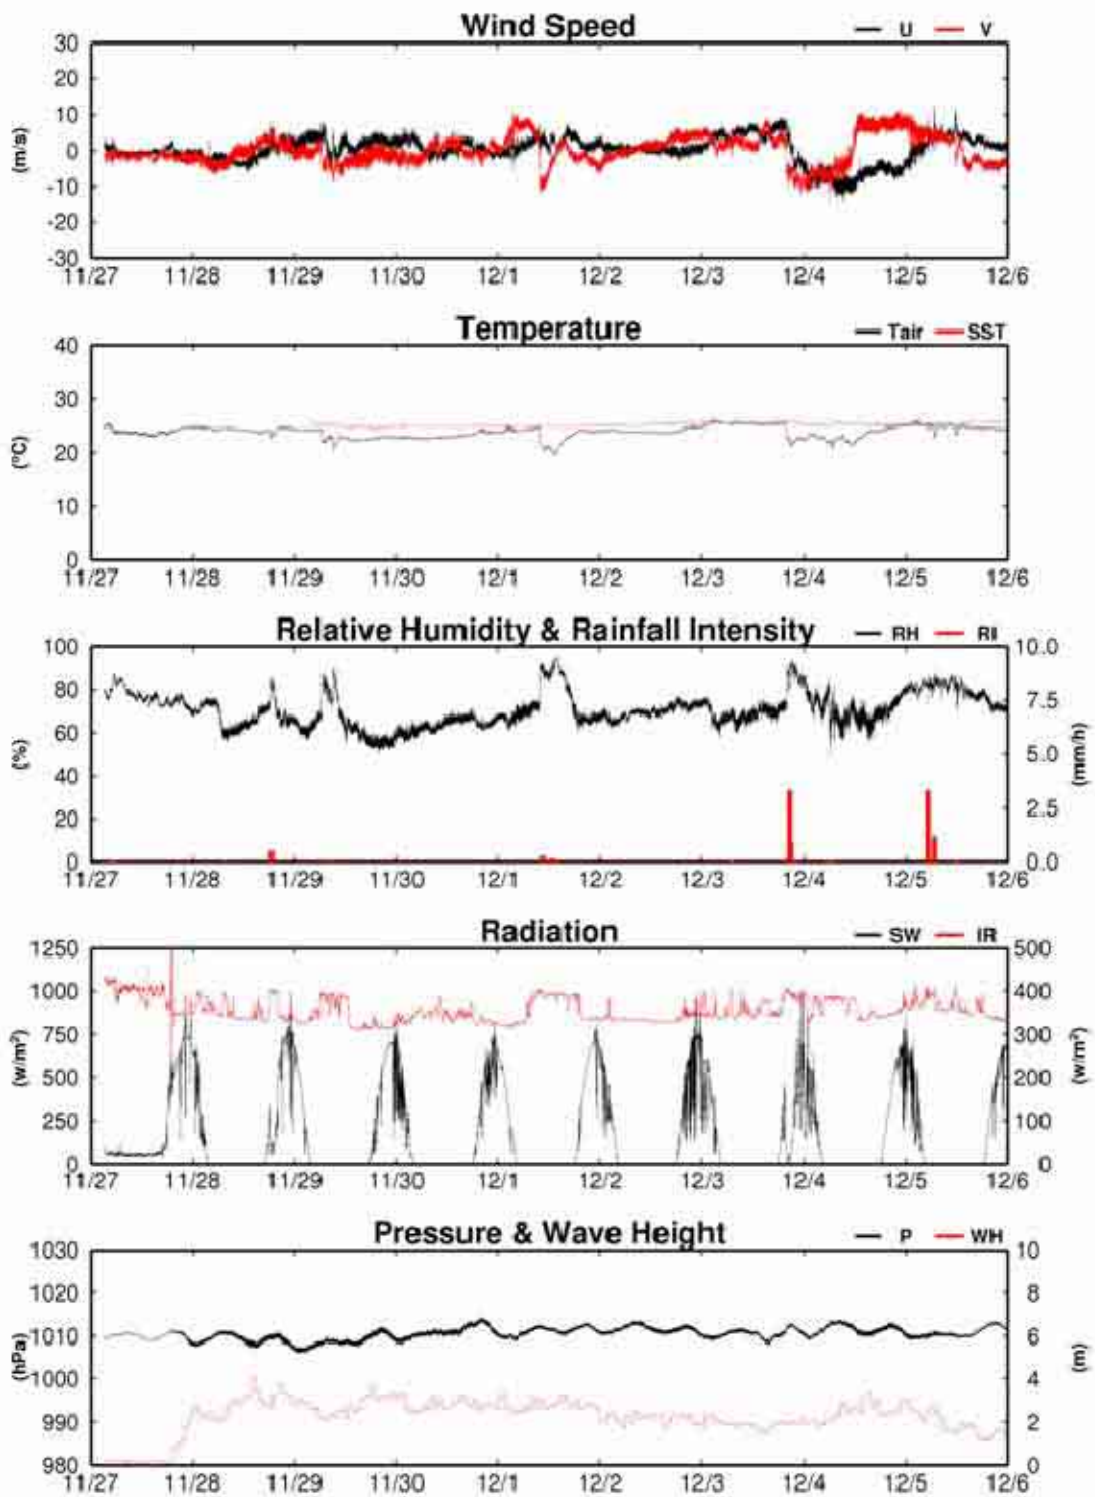 Wind Speed
U V
30
20
10
0
-10
-20
-30
(m/s)
11/27 11/28 11/29 11/30 12/1 12/2 12/3 12/4 12/5 12/6
Temperature
Tair SST
40
30
20
10
0
(ºC)
11/27 11/28 11/29 11/30 12/1 12/2 12/3 12/4 12/5 12/6
Relative Humidity & Rainfall Intensity
RH RI
100 10.0
80 7.5
60 5.0
40 2.5
20 0.0
0
(%) (mm/h)
11/27 11/28 11/29 11/30 12/1 12/2 12/3 12/4 12/5 12/6
Radiation
SW IR
1250 500
1000 400
750 300
500 200
250 100
0 0
(w/m²) (w/m²)
11/27 11/28 11/29 11/30 12/1 12/2 12/3 12/4 12/5 12/6
Pressure & Wave Height
P WH
1030 10
1020 8
1010 6
1000 4
990 2
980 0
(hPa) (m)
11/27 11/28 11/29 11/30 12/1 12/2 12/3 12/4 12/5 12/6